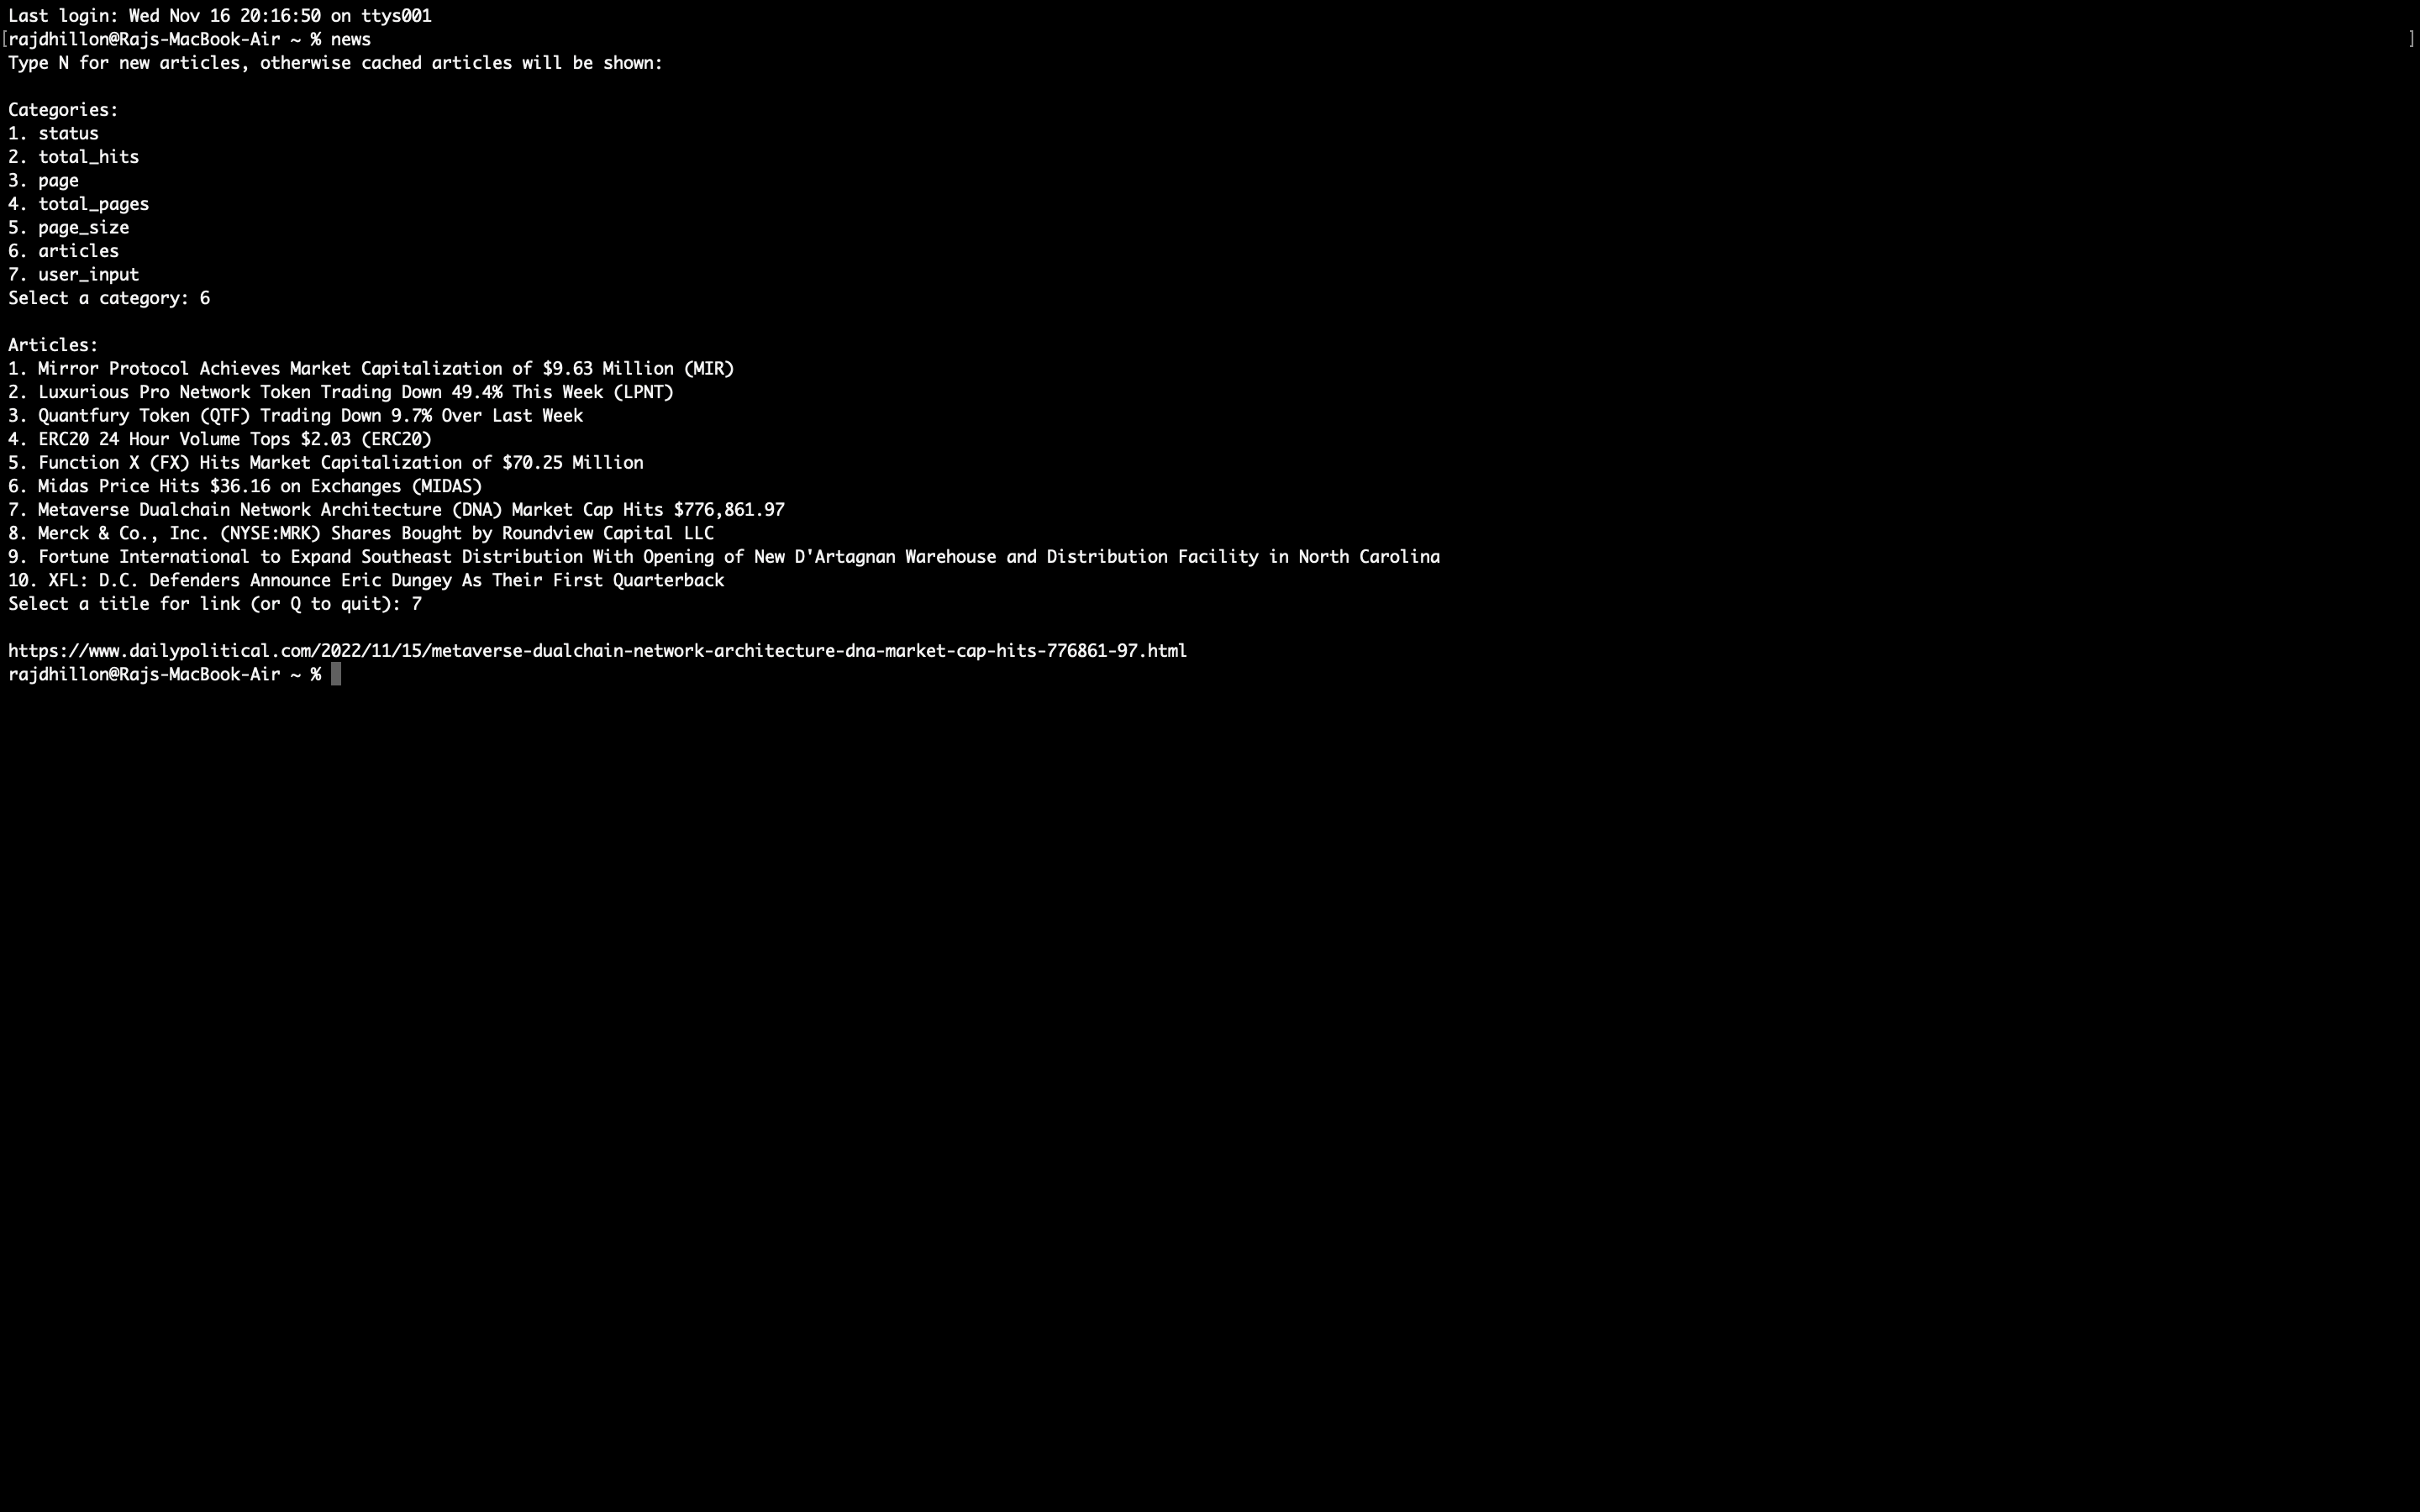 Last login: Wed Nov 16 20:16:50 on ttys001
[rajdhillon@Rajs-MacBook-Air ~ % news ]
Type N for new articles, otherwise cached articles will be shown:
Categories:
1. status
2. total_hits
3. page
4. total_pages
5. page_size
6. articles
7. user_input
Select a category: 6
Articles:
1. Mirror Protocol Achieves Market Capitalization of $9.63 Million (MIR)
2. Luxurious Pro Network Token Trading Down 49.4% This Week (LPNT)
3. Quantfury Token (QTF) Trading Down 9.7% Over Last Week
4. ERC20 24 Hour Volume Tops $2.03 (ERC20)
5. Function X (FX) Hits Market Capitalization of $70.25 Million
6. Midas Price Hits $36.16 on Exchanges (MIDAS)
7. Metaverse Dualchain Network Architecture (DNA) Market Cap Hits $776,861.97
8. Merck & Co., Inc. (NYSE:MRK) Shares Bought by Roundview Capital LLC
9. Fortune International to Expand Southeast Distribution With Opening of New D'Artagnan Warehouse and Distribution Facility in North Carolina
10. XFL: D.C. Defenders Announce Eric Dungey As Their First Quarterback
Select a title for link (or Q to quit): 7
https://www.dailypolitical.com/2022/11/15/metaverse-dualchain-network-architecture-dna-market-cap-hits-776861-97.html
rajdhillon@Rajs-MacBook-Air ~ %